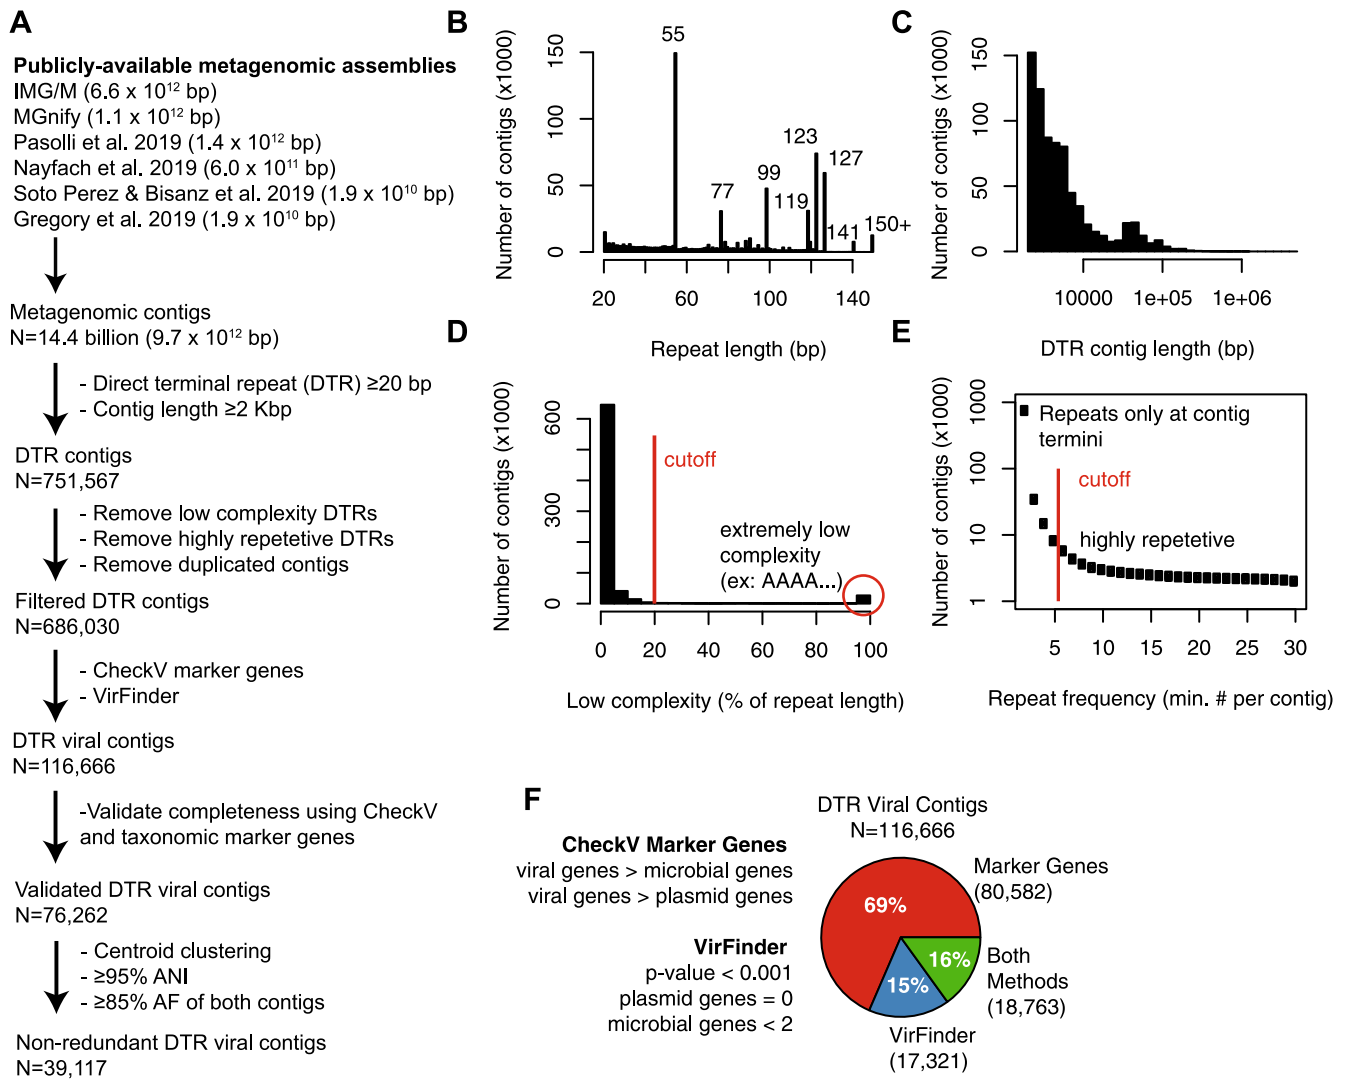 A
Publicly-available metagenomic assemblies
IMG/M (6.6 x 10¹² bp)
MGnify (1.1 x 10¹² bp)
Pasolli et al. 2019 (1.4 x 10¹² bp)
Nayfach et al. 2019 (6.0 x 10¹¹ bp)
Soto Perez & Bisanz et al. 2019 (1.9 x 10¹⁰ bp)
Gregory et al. 2019 (1.9 x 10¹⁰ bp)
Metagenomic contigs
N=14.4 billion (9.7 x 10¹² bp)
- Direct terminal repeat (DTR) ≥20 bp
- Contig length ≥2 Kbp
DTR contigs
N=751,567
- Remove low complexity DTRs
- Remove highly repetetive DTRs
- Remove duplicated contigs
Filtered DTR contigs
N=686,030
- CheckV marker genes
- VirFinder
DTR viral contigs
N=116,666
-Validate completeness using CheckV
and taxonomic marker genes
Validated DTR viral contigs
N=76,262
- Centroid clustering
- ≥95% ANI
- ≥85% AF of both contigs
Non-redundant DTR viral contigs
N=39,117
B
Number of contigs (x1000)
150
100
50
0
55
77
99
119
123
127
141
150+
20
60
100
140
Repeat length (bp)
C
Number of contigs (x1000)
150
100
50
0
10000
1e+05
1e+06
DTR contig length (bp)
D
Number of contigs (x1000)
600
300
0
cutoff
extremely low
complexity
(ex: AAAA...)
0
20
40
60
80
100
Low complexity (% of repeat length)
E
Number of contigs (x1000)
1000
100
10
1
Repeats only at contig
termini
cutoff
highly repetetive
5
10
15
20
25
30
Repeat frequency (min. # per contig)
F
CheckV Marker Genes
viral genes > microbial genes
viral genes > plasmid genes
VirFinder
p-value < 0.001
plasmid genes = 0
microbial genes < 2
DTR Viral Contigs
N=116,666
69%
Marker Genes
(80,582)
16%
Both
Methods
(18,763)
15%
VirFinder
(17,321)